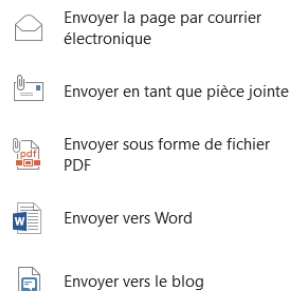 Envoyer la page par courrier
électronique
Envoyer en tant que pièce jointe
pdf
Envoyer sous forme de fichier
PDF
W
Envoyer vers Word
Envoyer vers le blog